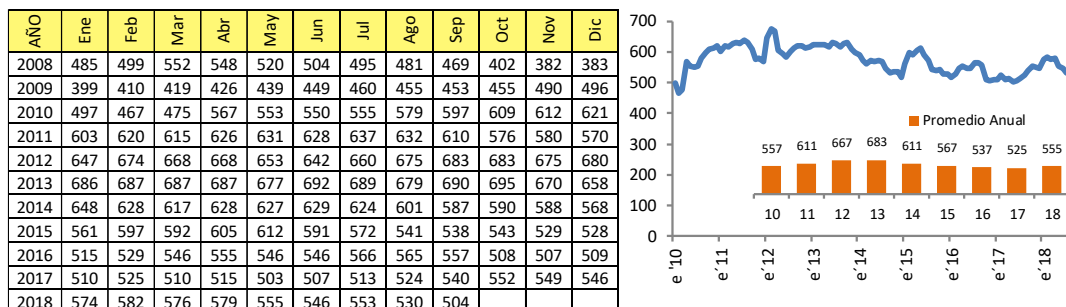 AÑO Ene Feb Mar Abr May Jun Jul Ago Sep Oct Nov Dic
2008 485 499 552 548 520 504 495 481 469 402 382 383
2009 399 410 419 426 439 449 460 455 453 455 490 496
2010 497 467 475 567 553 550 555 579 597 609 612 621
2011 603 620 615 626 631 628 637 632 610 576 580 570
2012 647 674 668 668 653 642 660 675 683 683 675 680
2013 686 687 687 687 677 692 689 679 690 695 670 658
2014 648 628 617 628 627 629 624 601 587 590 588 568
2015 561 597 592 605 612 591 572 541 538 543 529 528
2016 515 529 546 555 546 546 566 565 557 508 507 509
2017 510 525 510 515 503 507 513 524 540 552 549 546
2018 574 582 576 579 555 546 553 530 504
700
600
500
400
300
200
100
0
Promedio Anual
557 611 667 683 611 567 537 525 555
10 11 12 13 14 15 16 17 18
e ́10 e ́11 e ́12 e ́13 e ́14 e ́15 e ́16 e ́17 e ́18